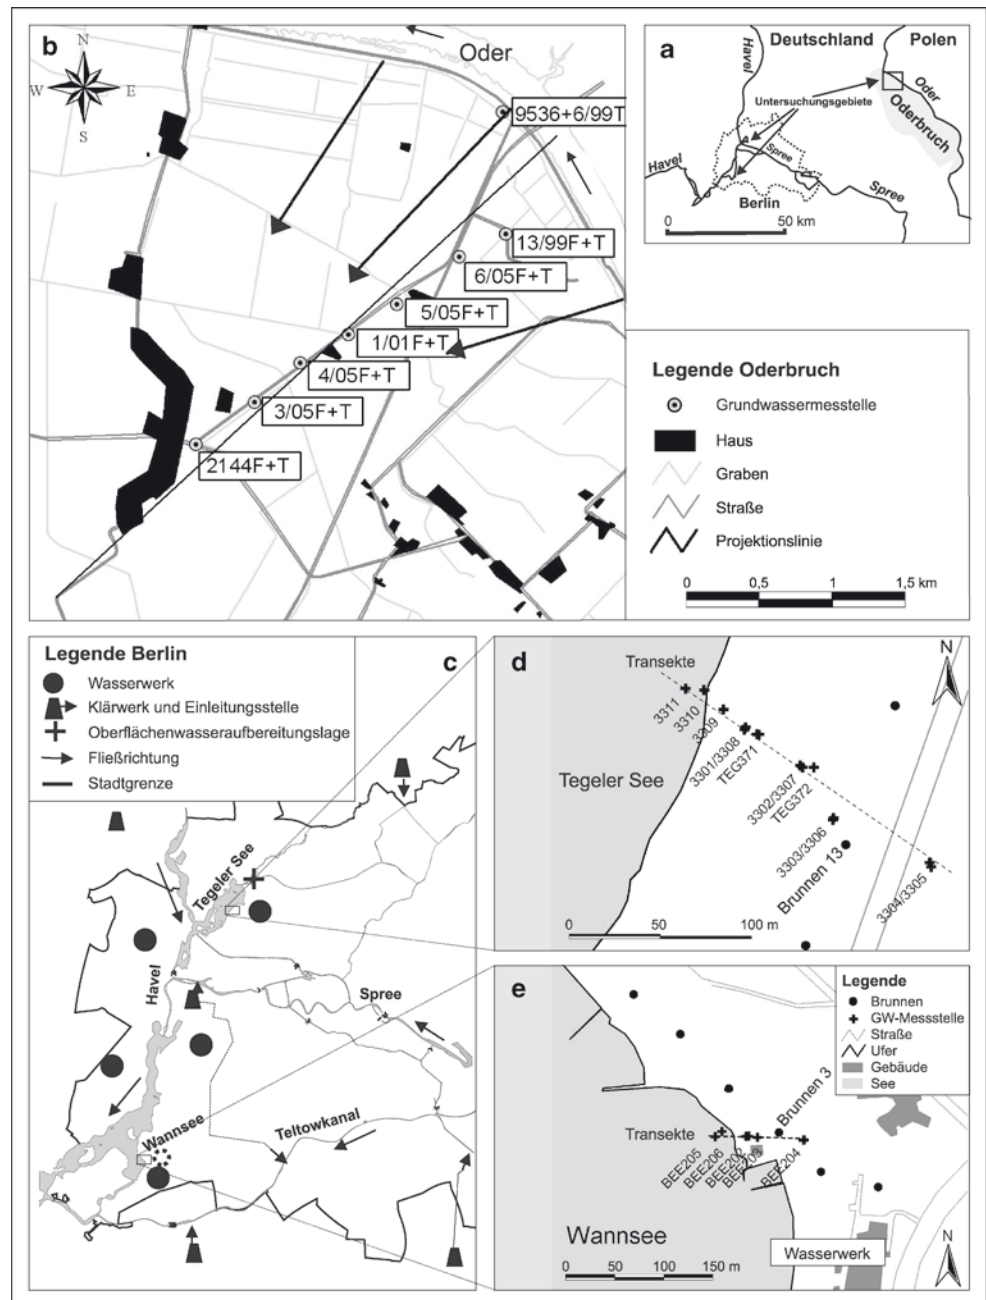 b
N
W
E
S
Oder
9536+6/99T
13/99F+T
6/05F+T
5/05F+T
1/01F+T
4/05F+T
3/05F+T
2144F+T
a
Deutschland
Polen
Havel
Oder
Untersuchungsgebiete
Oderbruch
Spree
Havel
Spree
Berlin
0 50 km
Legende Oderbruch
Grundwassermesstelle
Haus
Graben
Straße
Projektionslinie
0 0,5 1 1,5 km
Legende Berlin
Wasserwerk
Klärwerk und Einleitungsstelle
Oberflächenwasseraufbereitungslage
Fließrichtung
Stadtgrenze
c
Tegeler See
Havel
Spree
Wannsee
Teltowkanal
d
N
Transekte
3311
3310
3309
3301/3308
TEG371
3302/3307
TEG372
3303/3306
Brunnen 13
3304/3305
Tegeler See
0 50 100 m
e
Legende
Brunnen
GW-Messstelle
Straße
Ufer
Gebäude
See
Brunnen 3
Transekte
BEE205
BEE206
BEE202
BEE203
BEE204
Wannsee
Wasserwerk
N
0 50 100 150 m